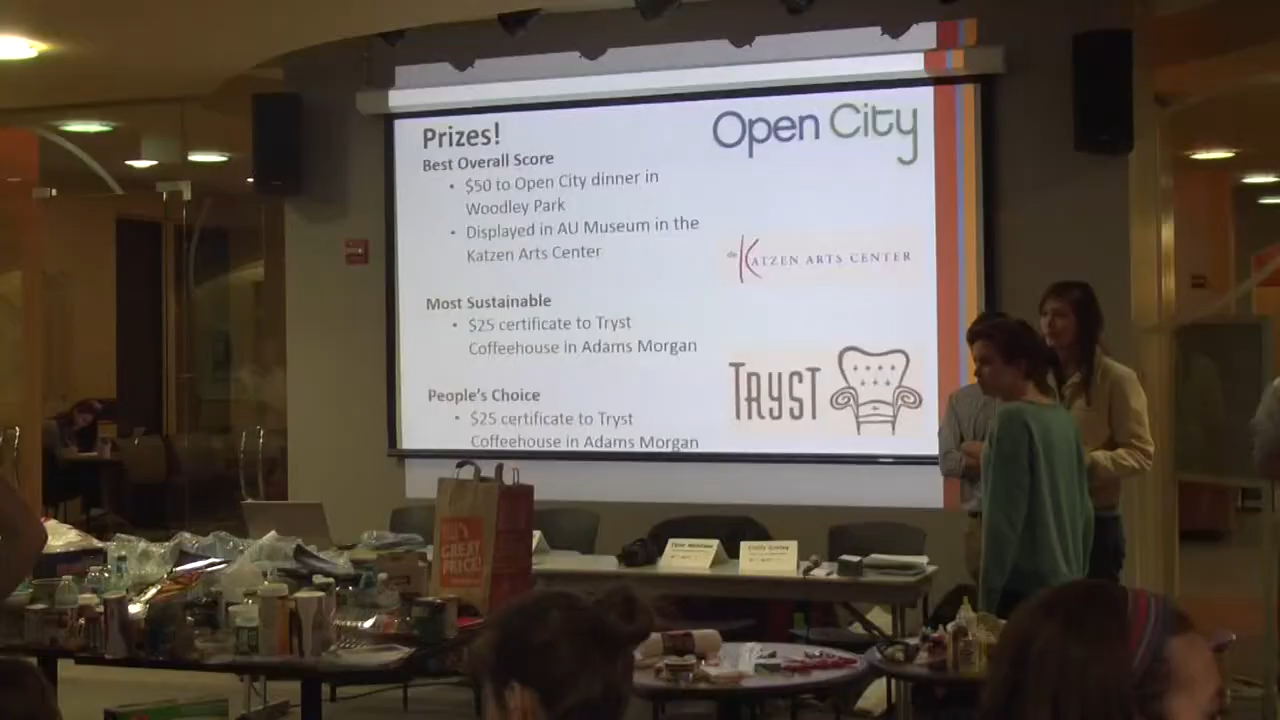 Prizes!
Open City
Best Overall Score
• $50 to Open City dinner in
Woodley Park
• Displayed in AU Museum in the
Katzen Arts Center
the KATZEN ARTS CENTER
Most Sustainable
• $25 certificate to Tryst
Coffeehouse in Adams Morgan
TRYST
People's Choice
• $25 certificate to Tryst
Coffeehouse in Adams Morgan
GREAT
PRICE!